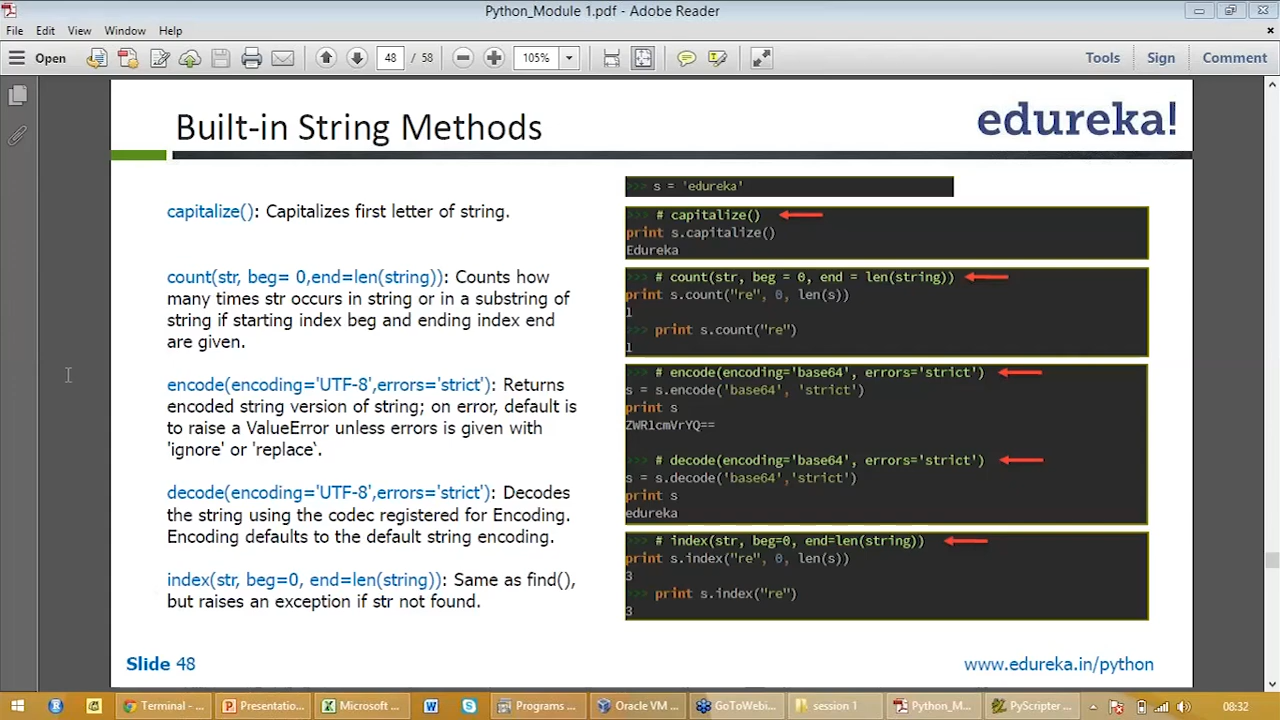 Python_Module 1.pdf - Adobe Reader
File Edit View Window Help
Open 48 / 58 105% Tools Sign Comment
Built-in String Methods
edureka!
capitalize(): Capitalizes first letter of string.
count(str, beg= 0,end=len(string)): Counts how
many times str occurs in string or in a substring of
string if starting index beg and ending index end
are given.
encode(encoding='UTF-8',errors='strict'): Returns
encoded string version of string; on error, default is
to raise a ValueError unless errors is given with
'ignore' or 'replace`.
decode(encoding='UTF-8',errors='strict'): Decodes
the string using the codec registered for Encoding.
Encoding defaults to the default string encoding.
index(str, beg=0, end=len(string)): Same as find(),
but raises an exception if str not found.
>>> s = 'edureka'
>>> # capitalize()
print s.capitalize()
Edureka
>>> # count(str, beg = 0, end = len(string))
print s.count("re", 0, len(s))
1
>>> print s.count("re")
1
>>> # encode(encoding='base64', errors='strict')
s = s.encode('base64', 'strict')
print s
ZWR1cmVrYQ==
>>> # decode(encoding='base64', errors='strict')
s = s.decode('base64','strict')
print s
edureka
>>> # index(str, beg=0, end=len(string))
print s.index("re", 0, len(s))
3
>>> print s.index("re")
3
Slide 48
www.edureka.in/python
Terminal - ... Presentatio... Microsoft ... Programs ... Oracle VM ... GoToWebi... session 1 Python_M... PyScripter ... 08:32